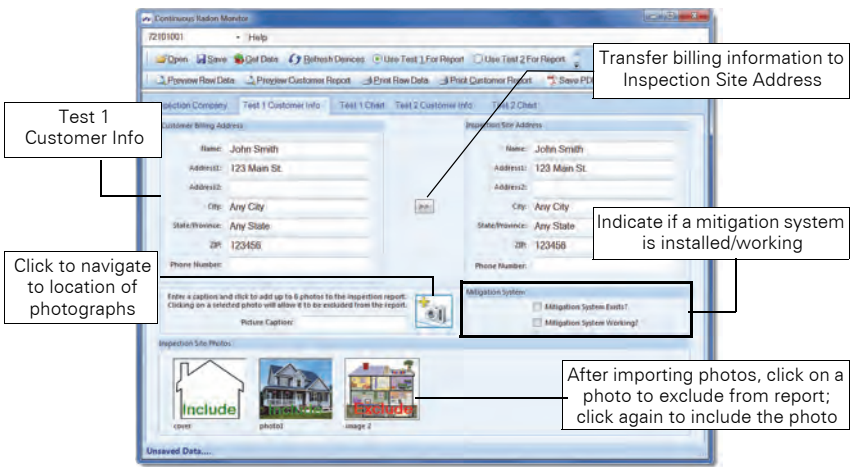 Continuous Radon Monitor
72101001
Help
Open Save Get Data Refresh Devices Use Test 1 For Report Use Test 2 For Report
Preview Raw Data Preview Customer Report Print Raw Data Print Customer Report Save PD
Transfer billing information to
Inspection Site Address
pection Company Test 1 Customer Info Test 1 Chart Test 2 Customer Info Test 2 Chart
Test 1
Customer Info
Customer Billing Address
Name: John Smith
Address1: 123 Main St.
Address2:
City: Any City
State/Province: Any State
ZIP: 123456
Phone Number:
>>
Inspection Site Address
Name: John Smith
Address1: 123 Main St.
Address2:
City: Any City
State/Province: Any State
ZIP: 123456
Phone Number:
Indicate if a mitigation system
is installed/working
Click to navigate
to location of
photographs
Enter a caption and click to add up to 6 photos to the inspection report.
Clicking on a selected photo will allow it to be excluded from the report.
Picture Caption:
Mitigation System
Mitigation System Exists?
Mitigation System Working?
Inspection Site Photos
Include
Include
Exclude
cover
photo1
image 2
After importing photos, click on a
photo to exclude from report;
click again to include the photo
Unsaved Data....